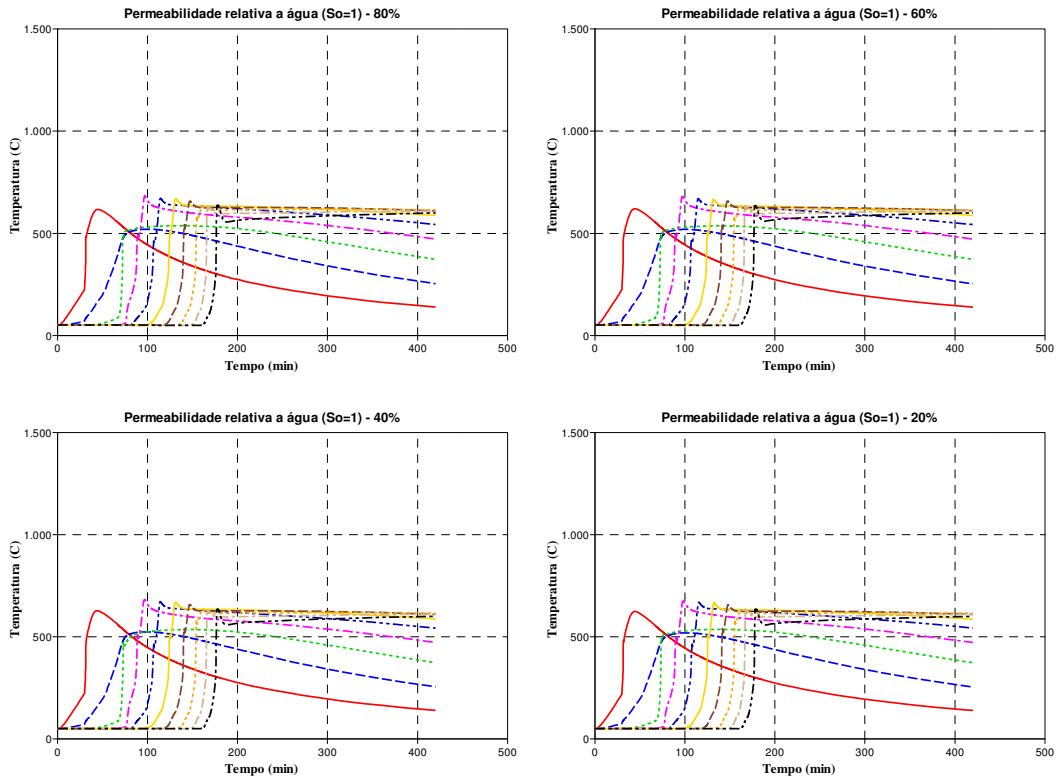 Permeabilidade relativa a água (So=1) - 80%
1.500
1.000
500
0
Temperatura (C)
0 100 200 300 400 500
Tempo (min)
Permeabilidade relativa a água (So=1) - 60%
1.500
1.000
500
0
Temperatura (C)
0 100 200 300 400 500
Tempo (min)
Permeabilidade relativa a água (So=1) - 40%
1.500
1.000
500
0
Temperatura (C)
0 100 200 300 400 500
Tempo (min)
Permeabilidade relativa a água (So=1) - 20%
1.500
1.000
500
0
Temperatura (C)
0 100 200 300 400 500
Tempo (min)